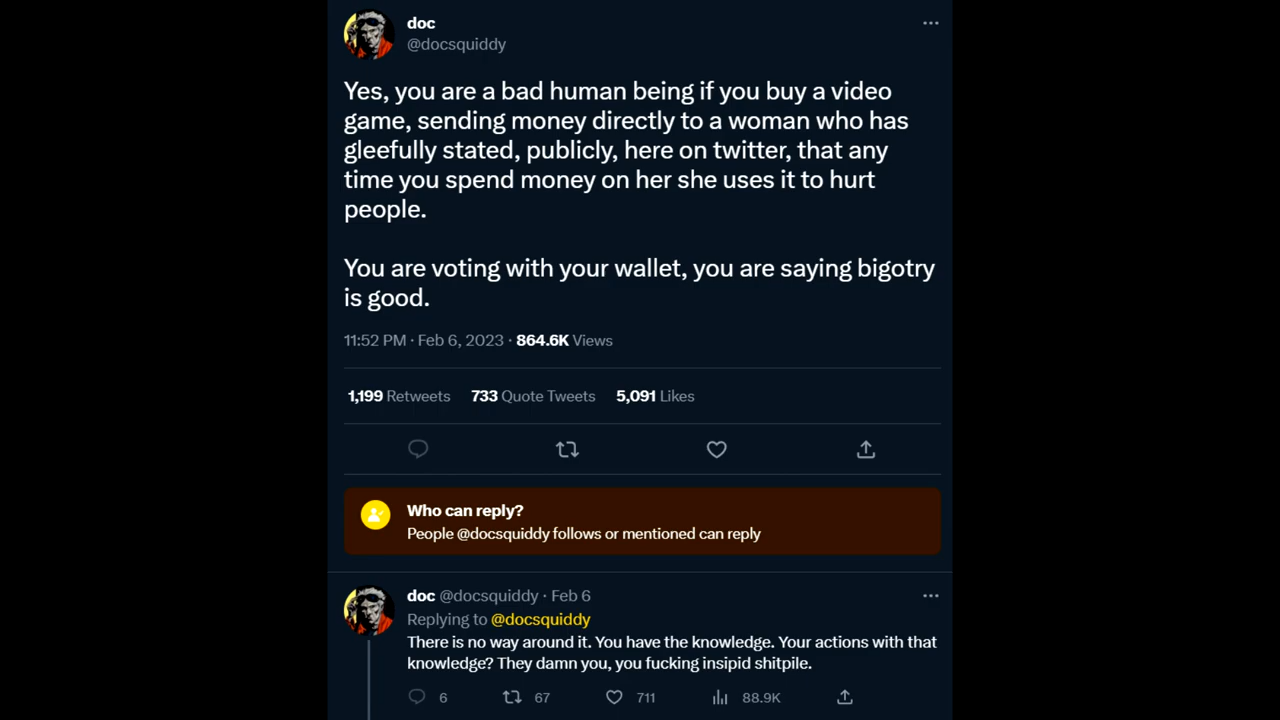 doc
@docsquiddy
Yes, you are a bad human being if you buy a video
game, sending money directly to a woman who has
gleefully stated, publicly, here on twitter, that any
time you spend money on her she uses it to hurt
people.
You are voting with your wallet, you are saying bigotry
is good.
11:52 PM · Feb 6, 2023 · 864.6K Views
1,199 Retweets 733 Quote Tweets 5,091 Likes
Who can reply?
People @docsquiddy follows or mentioned can reply
doc @docsquiddy · Feb 6
Replying to @docsquiddy
There is no way around it. You have the knowledge. Your actions with that
knowledge? They damn you, you fucking insipid shitpile.
6 67 711 88.9K